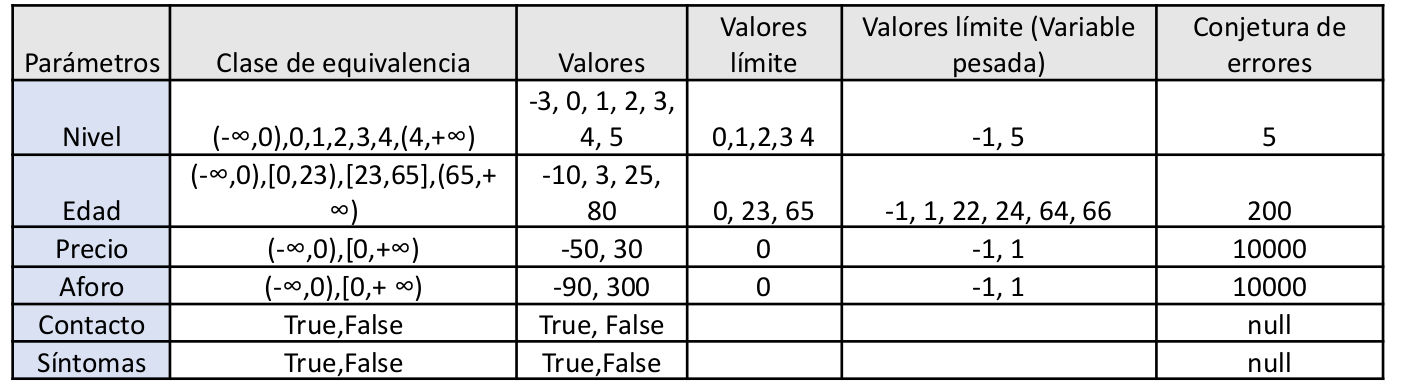 Parámetros Clase de equivalencia Valores Valores límite Valores límite (Variable pesada) Conjetura de errores
Nivel (-∞,0),0,1,2,3,4,(4,+∞) -3, 0, 1, 2, 3, 4, 5 0,1,2,3 4 -1, 5 5
Edad (-∞,0),[0,23),[23,65],(65,+ ∞) -10, 3, 25, 80 0, 23, 65 -1, 1, 22, 24, 64, 66 200
Precio (-∞,0),[0,+∞) -50, 30 0 -1, 1 10000
Aforo (-∞,0),[0,+ ∞) -90, 300 0 -1, 1 10000
Contacto True,False True, False null
Síntomas True,False True,False null